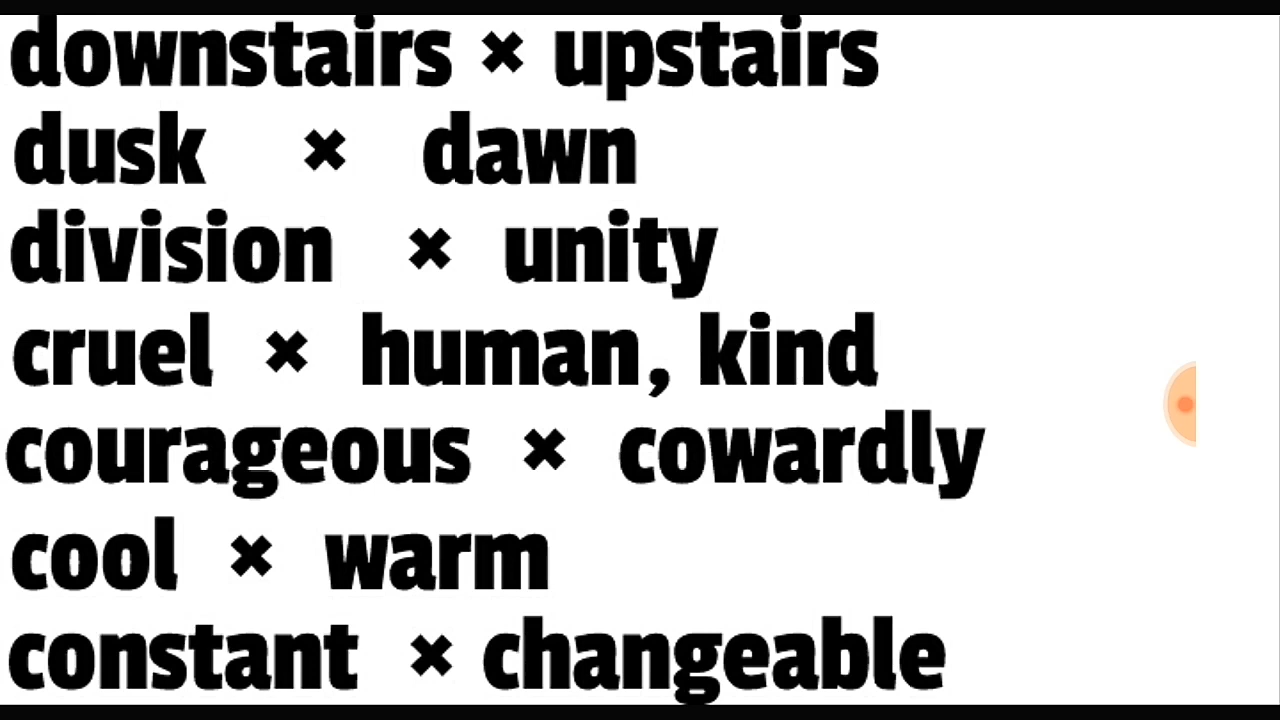 downstairs × upstairs
dusk × dawn
division × unity
cruel × human, kind
courageous × cowardly
cool × warm
constant × changeable